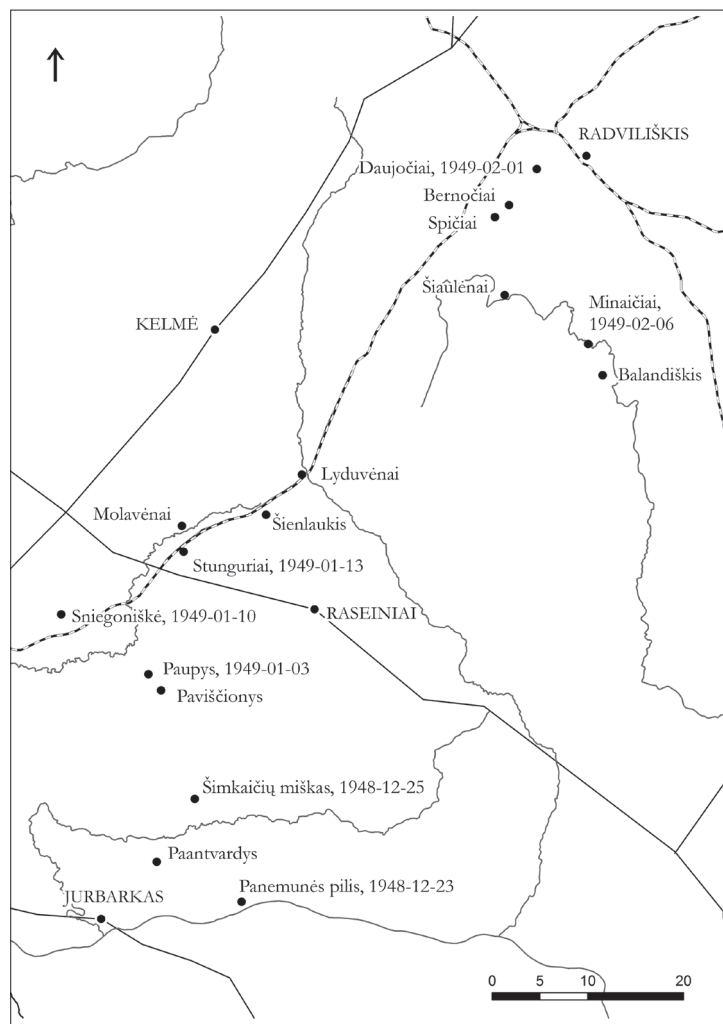 RADVILIŠKIS
Daujočiai, 1949-02-01
Bernočiai
Spičiai
Šiaulėnai
Minaičiai,
1949-02-06
KELMĖ
Balandiškis
Lyduvėnai
Molavėnai
Šienlaukis
Stunguriai, 1949-01-13
Sniegoniškė, 1949-01-10
RASEINIAI
Paupys, 1949-01-03
Paviščionys
Šimkaičių miškas, 1948-12-25
Paantvardys
Panemunės pilis, 1948-12-23
JURBARKAS
0 5 10 20